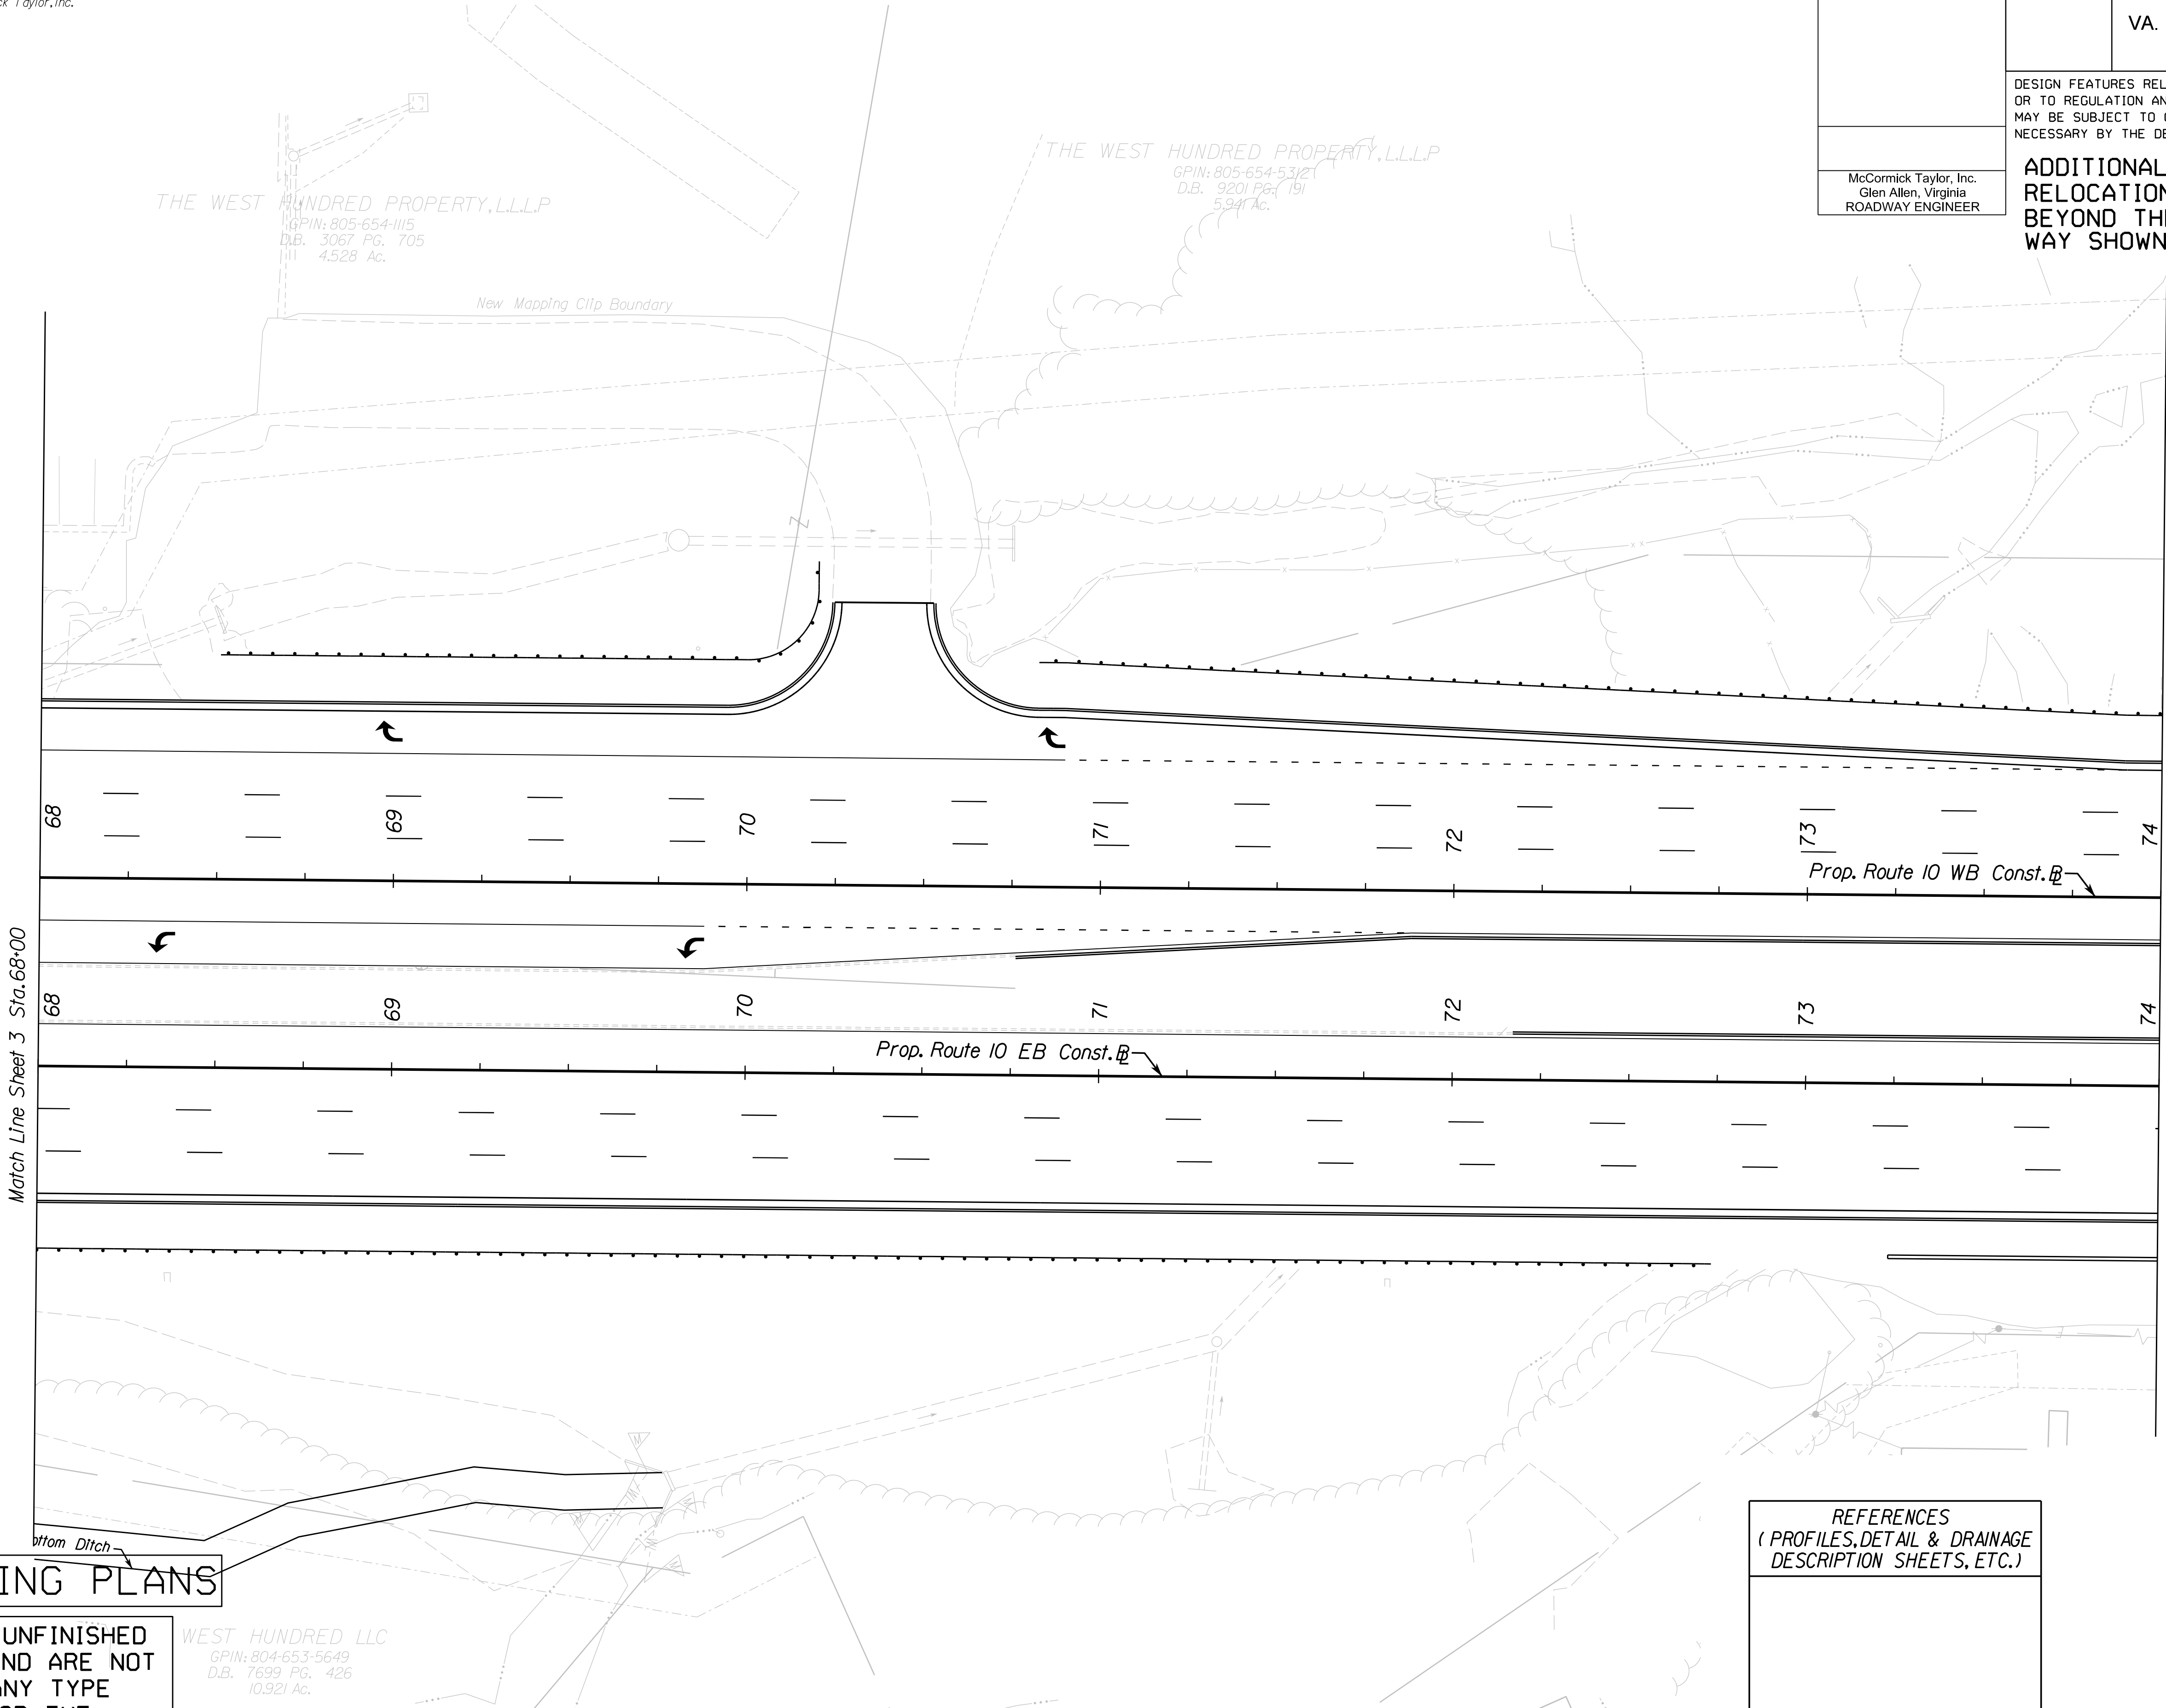 Taylor, Inc.
VA.
DESIGN FEATURES REL
OR TO REGULATION AN
MAY BE SUBJECT TO
NECESSARY BY THE DE
McCormick Taylor, Inc.
Glen Allen, Virginia
ROADWAY ENGINEER
ADDITIONAL
RELOCATION
BEYOND THE
WAY SHOWN
THE WEST HUNDRED PROPERTY, L.L.L.P
GPIN: 805-654-5312
D.B. 9201 PG. 191
5.941 Ac.
THE WEST HUNDRED PROPERTY, L.L.L.P
GPIN: 805-654-1115
D.B. 3067 PG. 705
4.528 Ac.
New Mapping Clip Boundary
68 69 70 71 72 73 74
Prop. Route 10 WB Const. BL
Match Line Sheet 3 Sta. 68+00
68 69 70 71 72 73 74
Prop. Route 10 EB Const. BL
REFERENCES
( PROFILES, DETAIL & DRAINAGE
DESCRIPTION SHEETS, ETC.)
ottom Ditch
ING PLANS
UNFINISHED
ND ARE NOT
ANY TYPE
WEST HUNDRED LLC
GPIN: 804-653-5649
D.B. 7699 PG. 426
10.921 Ac.